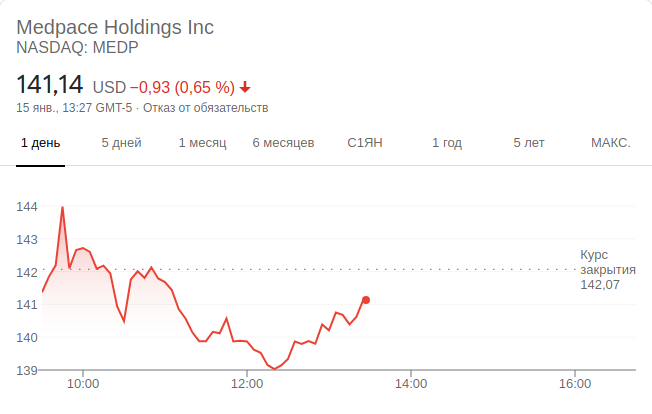 Medpace Holdings Inc
NASDAQ: MEDP
141,14 USD −0,93 (0,65 %)
15 янв., 13:27 GMT-5 · Отказ от обязательств
1 день 5 дней 1 месяц 6 месяцев С1ЯН 1 год 5 лет МАКС.
144
143
142
141
140
139
Курс
закрытия
142,07
10:00 12:00 14:00 16:00